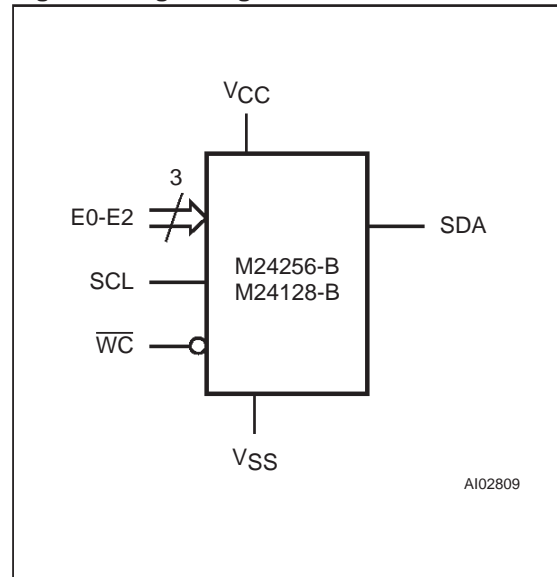 VCC
3
E0-E2
SDA
M24256-B
SCL
M24128-B
WC
VSS
AI02809